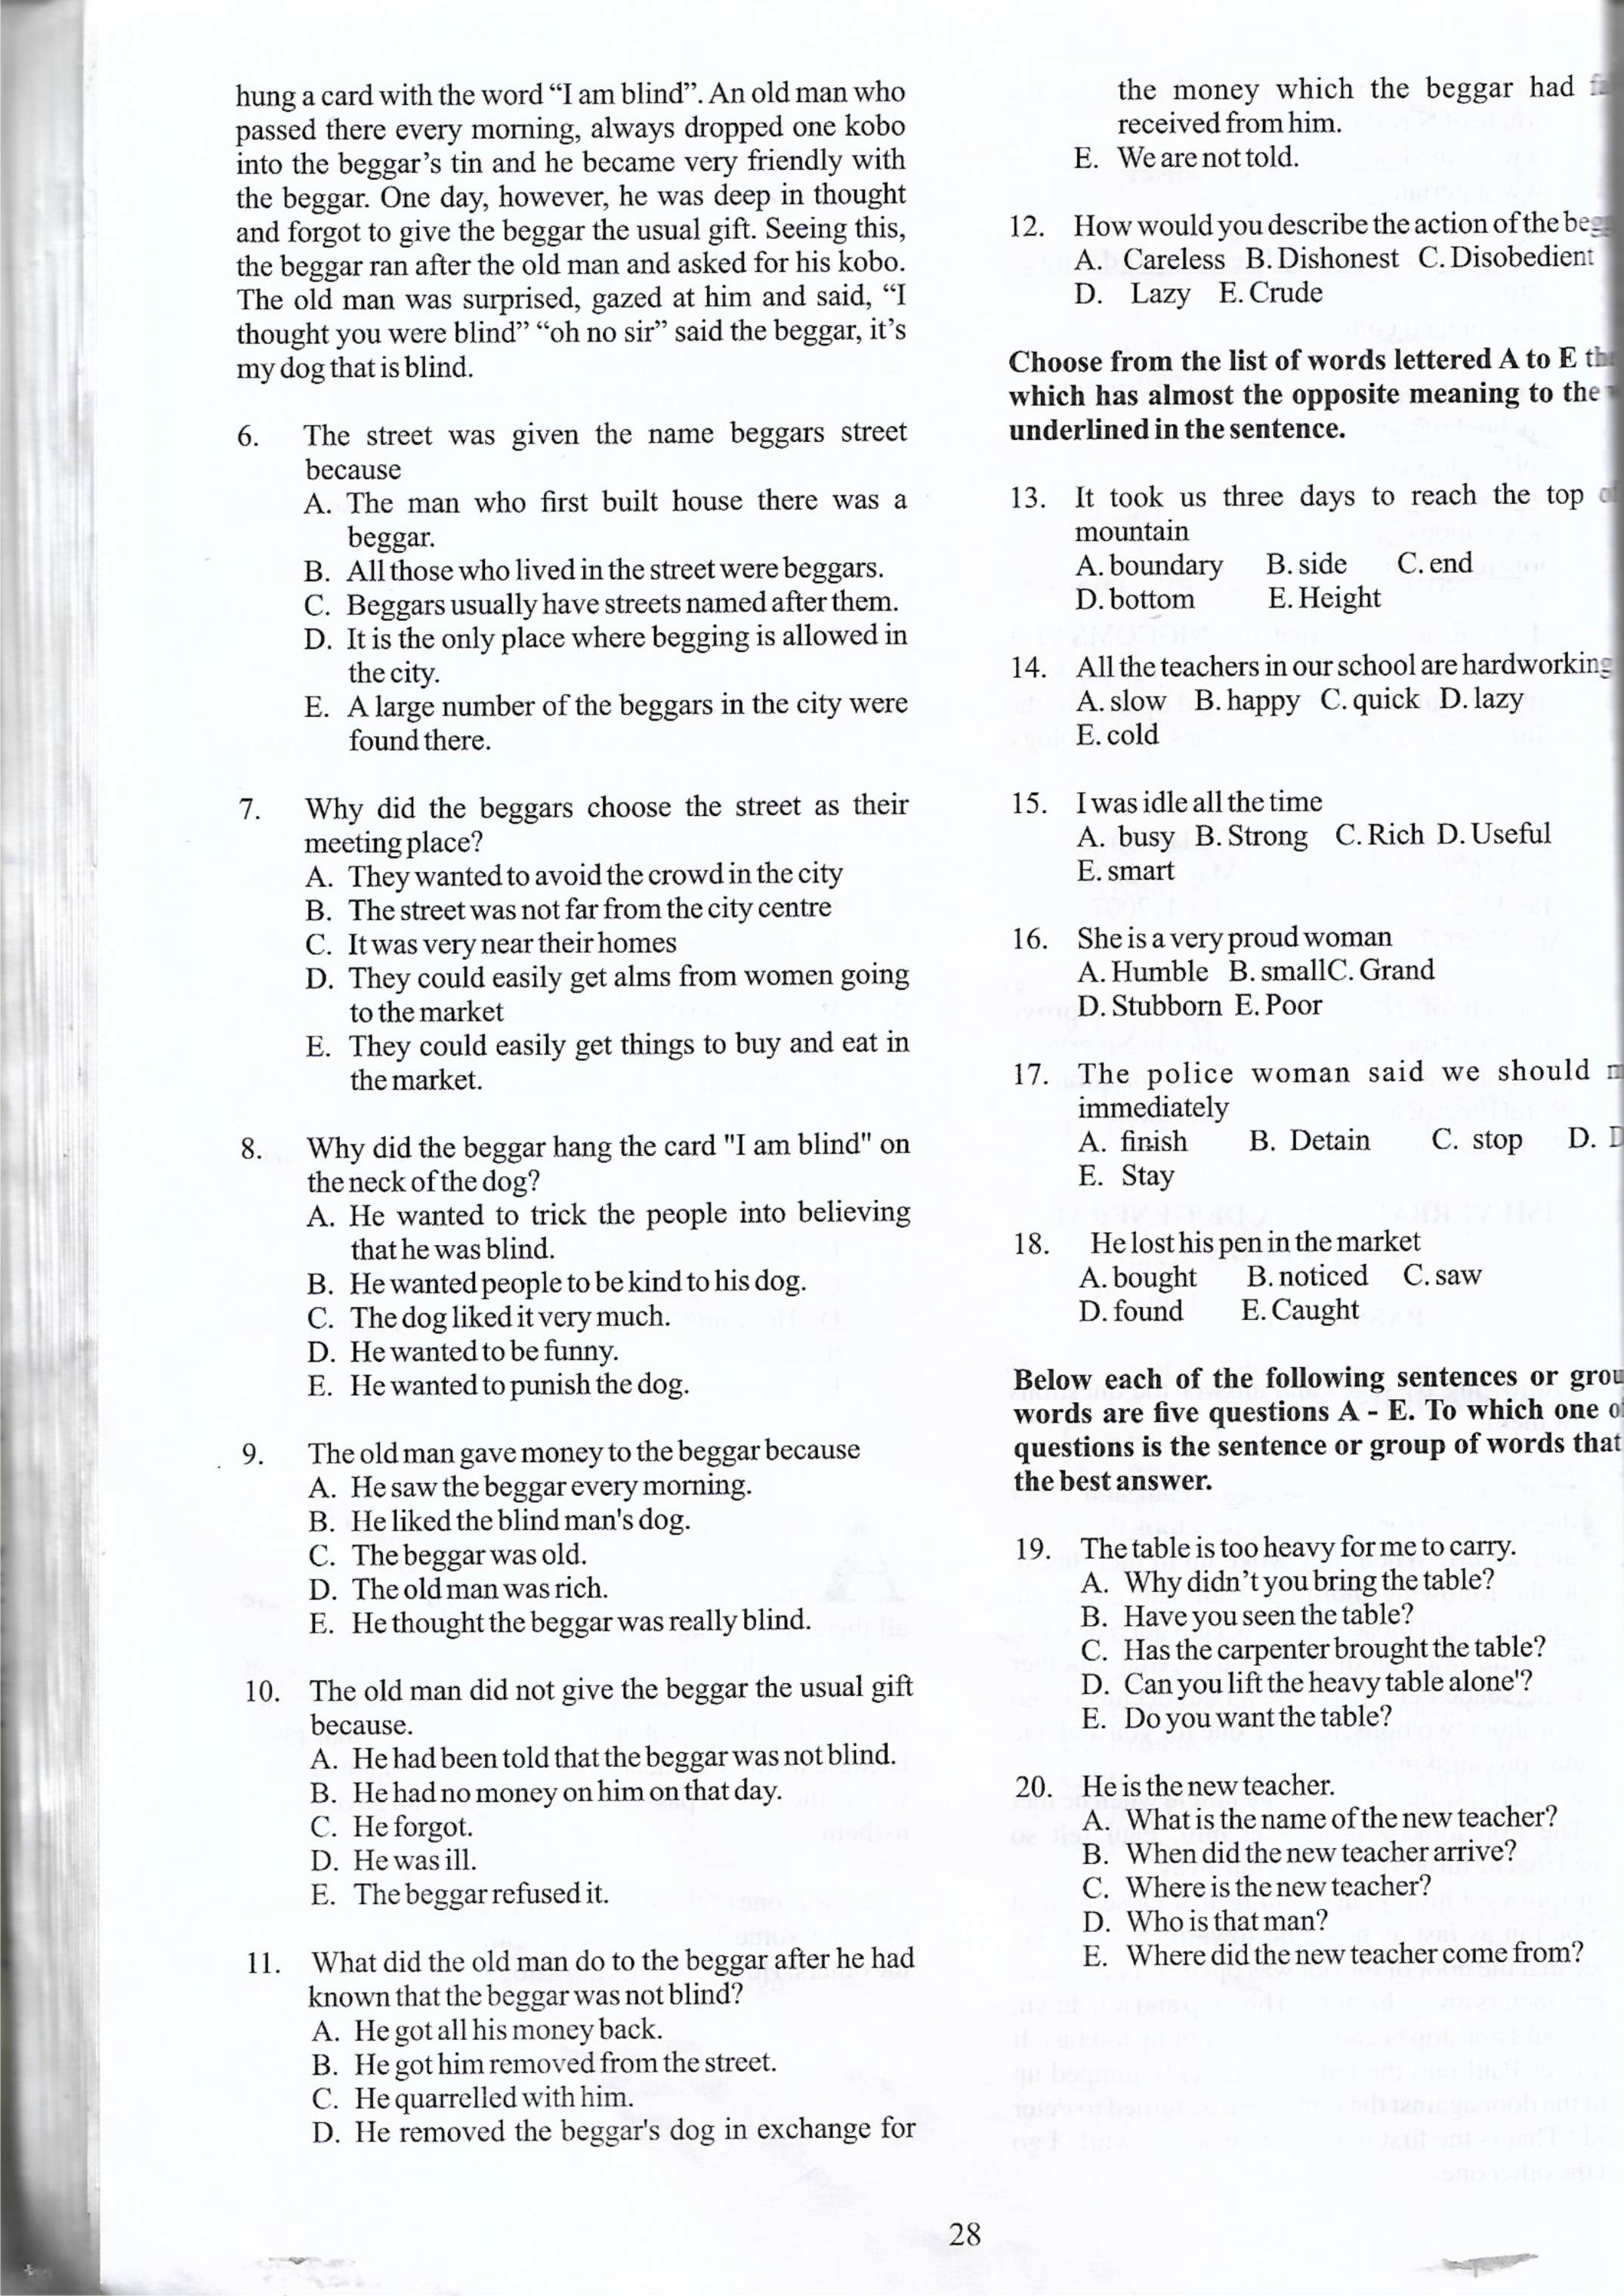 hung a card with the word “I am blind”. An old man who
passed there every morning, always dropped one kobo
into the beggar’s tin and he became very friendly with
the beggar. One day, however, he was deep in thought
and forgot to give the beggar the usual gift. Seeing this,
the beggar ran after the old man and asked for his kobo.
The old man was surprised, gazed at him and said, “I
thought you were blind” “oh no sir” said the beggar, it’s
my dog that is blind.
6. The street was given the name beggars street
because
A. The man who first built house there was a
beggar.
B. All those who lived in the street were beggars.
C. Beggars usually have streets named after them.
D. It is the only place where begging is allowed in
the city.
E. A large number of the beggars in the city were
found there.
7. Why did the beggars choose the street as their
meeting place?
A. They wanted to avoid the crowd in the city
B. The street was not far from the city centre
C. It was very near their homes
D. They could easily get alms from women going
to the market
E. They could easily get things to buy and eat in
the market.
8. Why did the beggar hang the card "I am blind" on
the neck of the dog?
A. He wanted to trick the people into believing
that he was blind.
B. He wanted people to be kind to his dog.
C. The dog liked it very much.
D. He wanted to be funny.
E. He wanted to punish the dog.
9. The old man gave money to the beggar because
A. He saw the beggar every morning.
B. He liked the blind man's dog.
C. The beggar was old.
D. The old man was rich.
E. He thought the beggar was really blind.
10. The old man did not give the beggar the usual gift
because.
A. He had been told that the beggar was not blind.
B. He had no money on him on that day.
C. He forgot.
D. He was ill.
E. The beggar refused it.
11. What did the old man do to the beggar after he had
known that the beggar was not blind?
A. He got all his money back.
B. He got him removed from the street.
C. He quarrelled with him.
D. He removed the beggar's dog in exchange for
the money which the beggar had
received from him.
E. We are not told.
12. How would you describe the action of the
A. Careless B. Dishonest C. Disobedient
D. Lazy E. Crude
Choose from the list of words lettered A to E
which has almost the opposite meaning to the
underlined in the sentence.
13. It took us three days to reach the top
mountain
A. boundary B. side C. end
D. bottom E. Height
14. All the teachers in our school are hardworking
A. slow B. happy C. quick D. lazy
E. cold
15. I was idle all the time
A. busy B. Strong C. Rich D. Useful
E. smart
16. She is a very proud woman
A. Humble B. smallC. Grand
D. Stubborn E. Poor
17. The police woman said we should
immediately
A. finish B. Detain C. stop D.
E. Stay
18. He lost his pen in the market
A. bought B. noticed C. saw
D. found E. Caught
Below each of the following sentences or
words are five questions A - E. To which one
questions is the sentence or group of words that
the best answer.
19. The table is too heavy for me to carry.
A. Why didn’t you bring the table?
B. Have you seen the table?
C. Has the carpenter brought the table?
D. Can you lift the heavy table alone'?
E. Do you want the table?
20. He is the new teacher.
A. What is the name of the new teacher?
B. When did the new teacher arrive?
C. Where is the new teacher?
D. Who is that man?
E. Where did the new teacher come from?
28